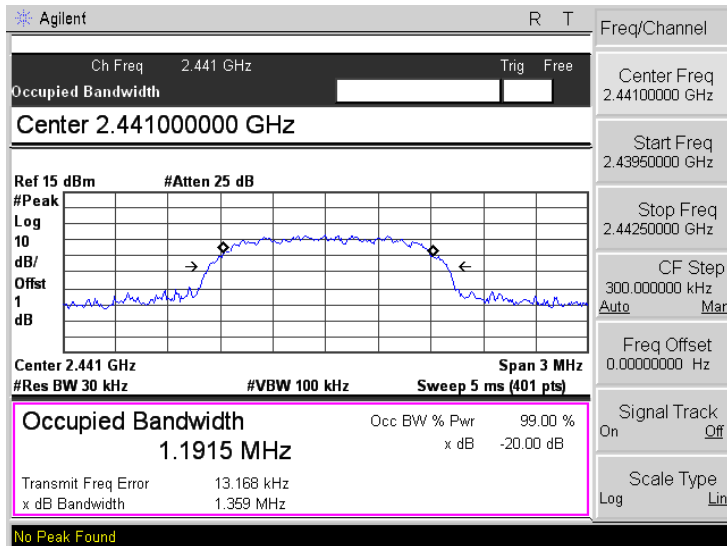 Agilent R T
Ch Freq 2.441 GHz Trig Free
Occupied Bandwidth
Center 2.441000000 GHz
Ref 15 dBm #Atten 25 dB
#Peak
Log
10
dB/
Offst
1
dB
Center 2.441 GHz Span 3 MHz
#Res BW 30 kHz #VBW 100 kHz Sweep 5 ms (401 pts)
Occupied Bandwidth Occ BW % Pwr 99.00 %
1.1915 MHz x dB -20.00 dB
Transmit Freq Error 13.168 kHz
x dB Bandwidth 1.359 MHz
No Peak Found
Freq/Channel
Center Freq
2.44100000 GHz
Start Freq
2.43950000 GHz
Stop Freq
2.44250000 GHz
CF Step
300.000000 kHz
Auto Man
Freq Offset
0.00000000 Hz
Signal Track
On Off
Scale Type
Log Lin